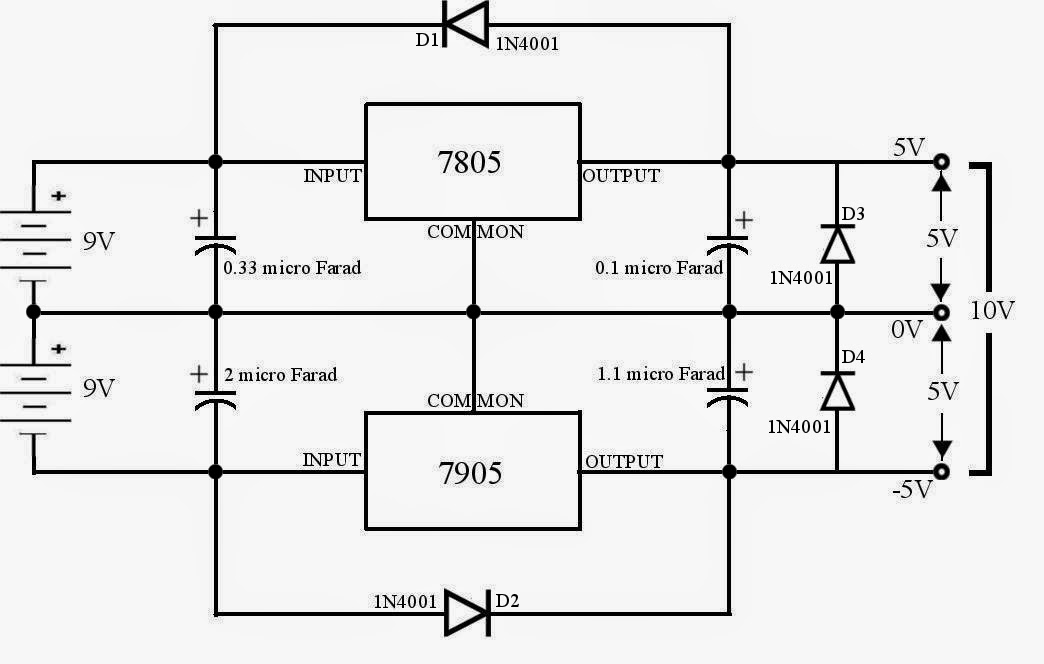 D1
1N4001
7805
INPUT
OUTPUT
COMMON
5V
+
9V
+
0.33 micro Farad
+
0.1 micro Farad
D3
1N4001
5V
10V
0V
+
9V
+
2 micro Farad
1.1 micro Farad
+
D4
1N4001
5V
COMMON
INPUT
7905
OUTPUT
-5V
1N4001
D2